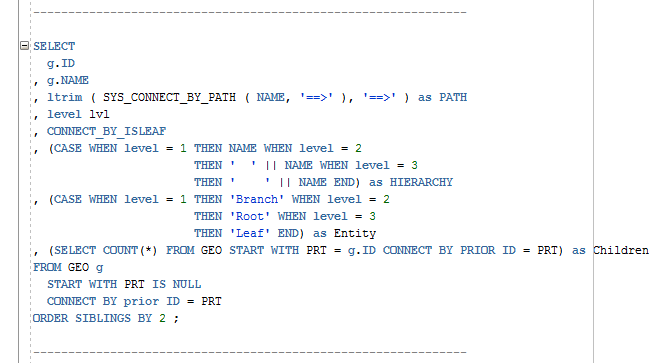 SELECT
g.ID
, g.NAME
, ltrim ( SYS_CONNECT_BY_PATH ( NAME, '==>' ), '==>' ) as PATH
, level lvl
, CONNECT_BY_ISLEAF
, (CASE WHEN level = 1 THEN NAME WHEN level = 2
THEN '  ' || NAME WHEN level = 3
THEN '    ' || NAME END) as HIERARCHY
, (CASE WHEN level = 1 THEN 'Branch' WHEN level = 2
THEN 'Root' WHEN level = 3
THEN 'Leaf' END) as Entity
, (SELECT COUNT(*) FROM GEO START WITH PRT = g.ID CONNECT BY PRIOR ID = PRT) as Children
FROM GEO g
START WITH PRT IS NULL
CONNECT BY prior ID = PRT
ORDER SIBLINGS BY 2 ;